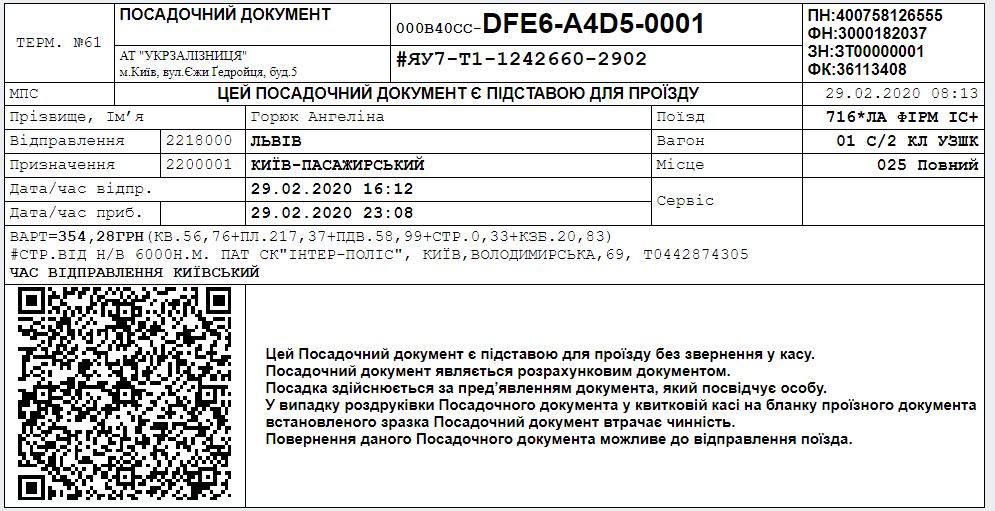 ТЕРМ. №61
ПОСАДОЧНИЙ ДОКУМЕНТ
АТ "УКРЗАЛІЗНИЦЯ"
м.Київ, вул.Єжи Ґедройця, буд.5
000B40CC-DFE6-A4D5-0001
#ЯУ7-Т1-1242660-2902
ПН:400758126555
ФН:3000182037
ЗН:ЗТ00000001
ФК:36113408
МПС
ЦЕЙ ПОСАДОЧНИЙ ДОКУМЕНТ Є ПІДСТАВОЮ ДЛЯ ПРОЇЗДУ
29.02.2020 08:13
Прізвище, Ім’я Горюк Ангеліна Поїзд 716*ЛА ФІРМ ІС+
Відправлення 2218000 ЛЬВІВ Вагон 01 С/2 КЛ УЗШК
Призначення 2200001 КИЇВ-ПАСАЖИРСЬКИЙ Місце 025 Повний
Дата/час відпр. 29.02.2020 16:12
Сервіс
Дата/час приб. 29.02.2020 23:08
ВАРТ=354,28ГРН(КВ.56,76+ПЛ.217,37+ПДВ.58,99+СТР.0,33+КЗБ.20,83)
#СТР.ВІД Н/В 6000Н.М. ПАТ СК"ІНТЕР-ПОЛІС", КИЇВ,ВОЛОДИМИРСЬКА,69, Т0442874305
ЧАС ВІДПРАВЛЕННЯ КИЇВСЬКИЙ
Цей Посадочний документ є підставою для проїзду без звернення у касу.
Посадочний документ являється розрахунковим документом.
Посадка здійснюється за пред’явленням документа, який посвідчує особу.
У випадку роздруківки Посадочного документа у квитковій касі на бланку проїзного документа
встановленого зразка Посадочний документ втрачає чинність.
Повернення даного Посадочного документа можливе до відправлення поїзда.